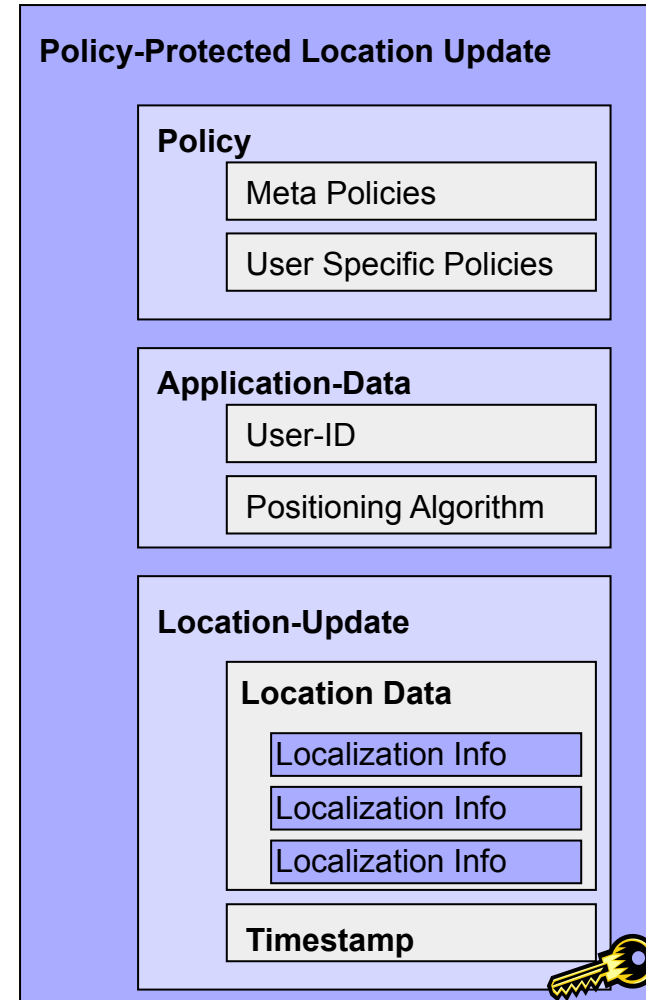 Policy-Protected Location Update
Policy
Meta Policies
User Specific Policies
Application-Data
User-ID
Positioning Algorithm
Location-Update
Location Data
Localization Info
Localization Info
Localization Info
Timestamp